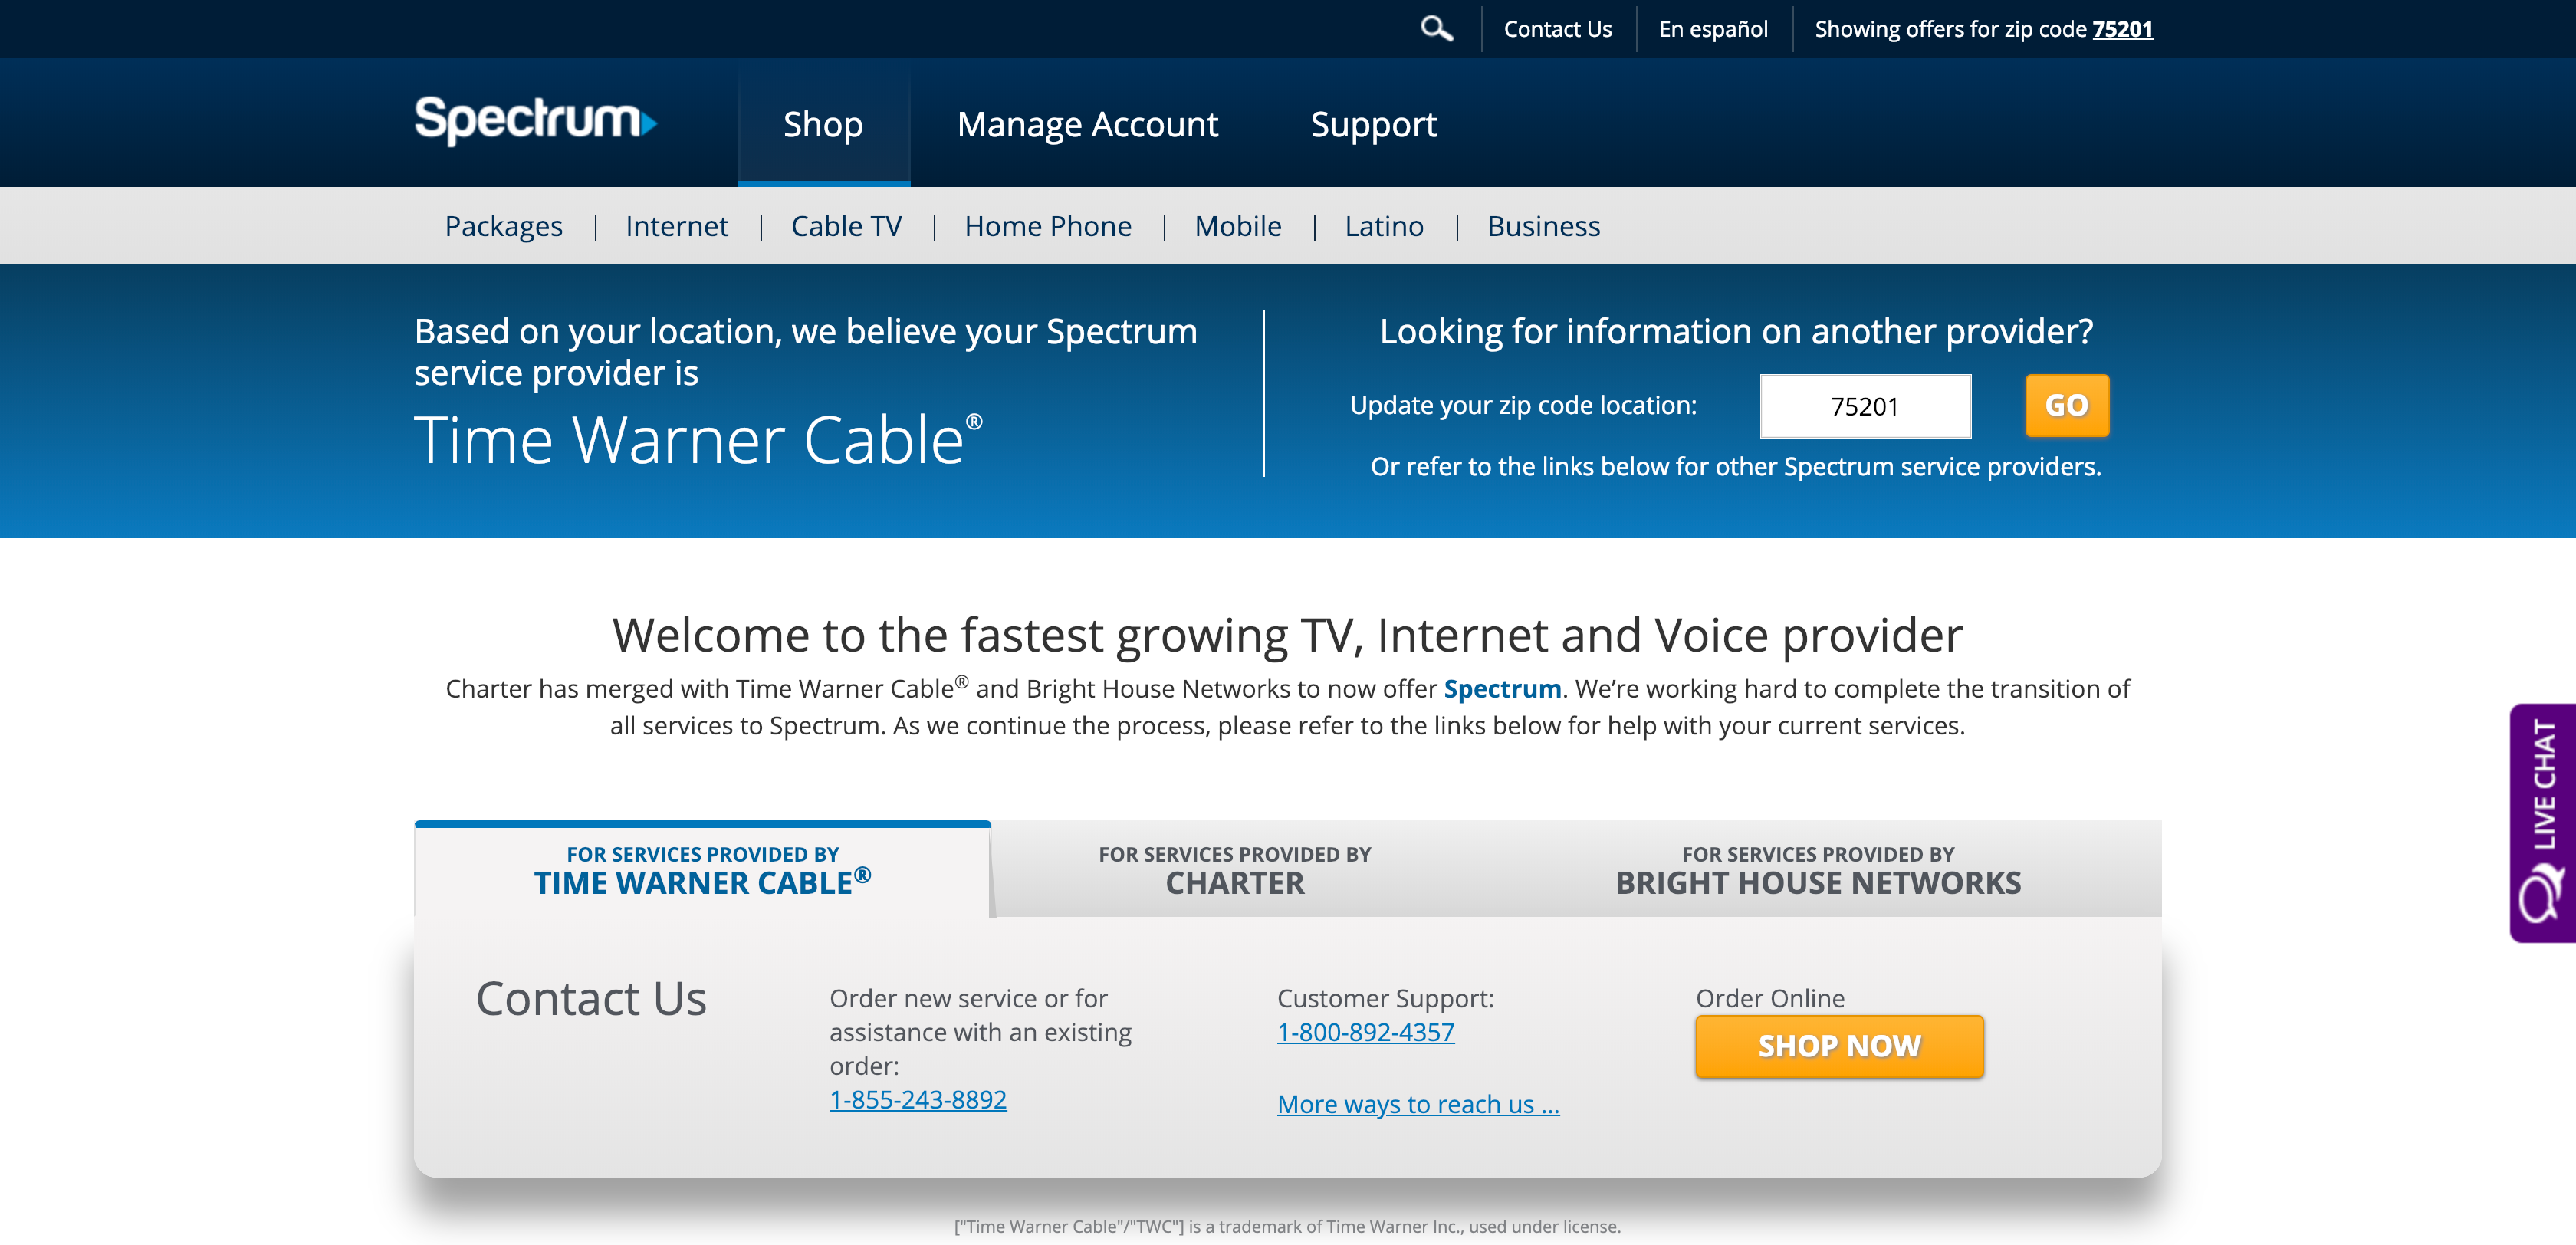 Contact Us
En español
Showing offers for zip code 75201
Spectrum
Shop
Manage Account
Support
Packages
Internet
Cable TV
Home Phone
Mobile
Latino
Business
Based on your location, we believe your Spectrum
service provider is
Time Warner Cable®
Looking for information on another provider?
Update your zip code location:
75201
GO
Or refer to the links below for other Spectrum service providers.
Welcome to the fastest growing TV, Internet and Voice provider
Charter has merged with Time Warner Cable® and Bright House Networks to now offer Spectrum. We’re working hard to complete the transition of
all services to Spectrum. As we continue the process, please refer to the links below for help with your current services.
LIVE CHAT
FOR SERVICES PROVIDED BY
TIME WARNER CABLE®
FOR SERVICES PROVIDED BY
CHARTER
FOR SERVICES PROVIDED BY
BRIGHT HOUSE NETWORKS
Contact Us
Order new service or for
assistance with an existing
order:
1-855-243-8892
Customer Support:
1-800-892-4357
More ways to reach us ...
Order Online
SHOP NOW
["Time Warner Cable"/"TWC"] is a trademark of Time Warner Inc., used under license.